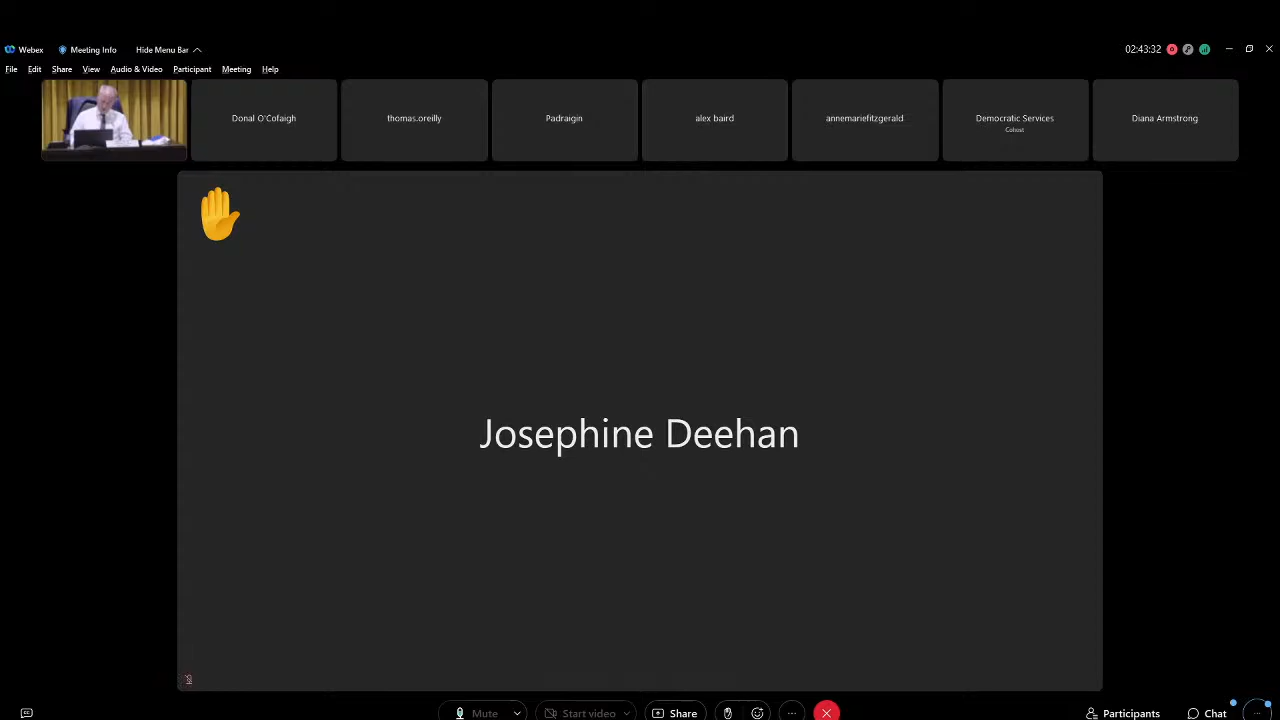 Webex Meeting Info Hide Menu Bar 02:43:32
File Edit Share View Audio & Video Participant Meeting Help
Donal O'Cofaigh thomas.oreilly Padraigin alex baird annemariefitzgerald Democratic Services Diana Armstrong
Cohost
Josephine Deehan
Mute Start video Share Participants Chat